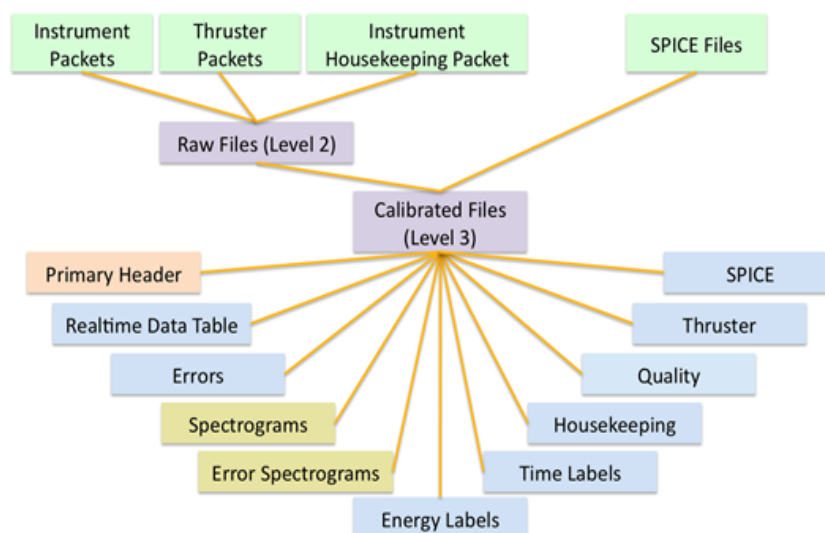 Instrument
Packets
Thruster
Packets
Instrument
Housekeeping Packet
SPICE Files
Raw Files (Level 2)
Calibrated Files
(Level 3)
Primary Header
SPICE
Realtime Data Table
Thruster
Errors
Quality
Spectrograms
Housekeeping
Error Spectrograms
Time Labels
Energy Labels